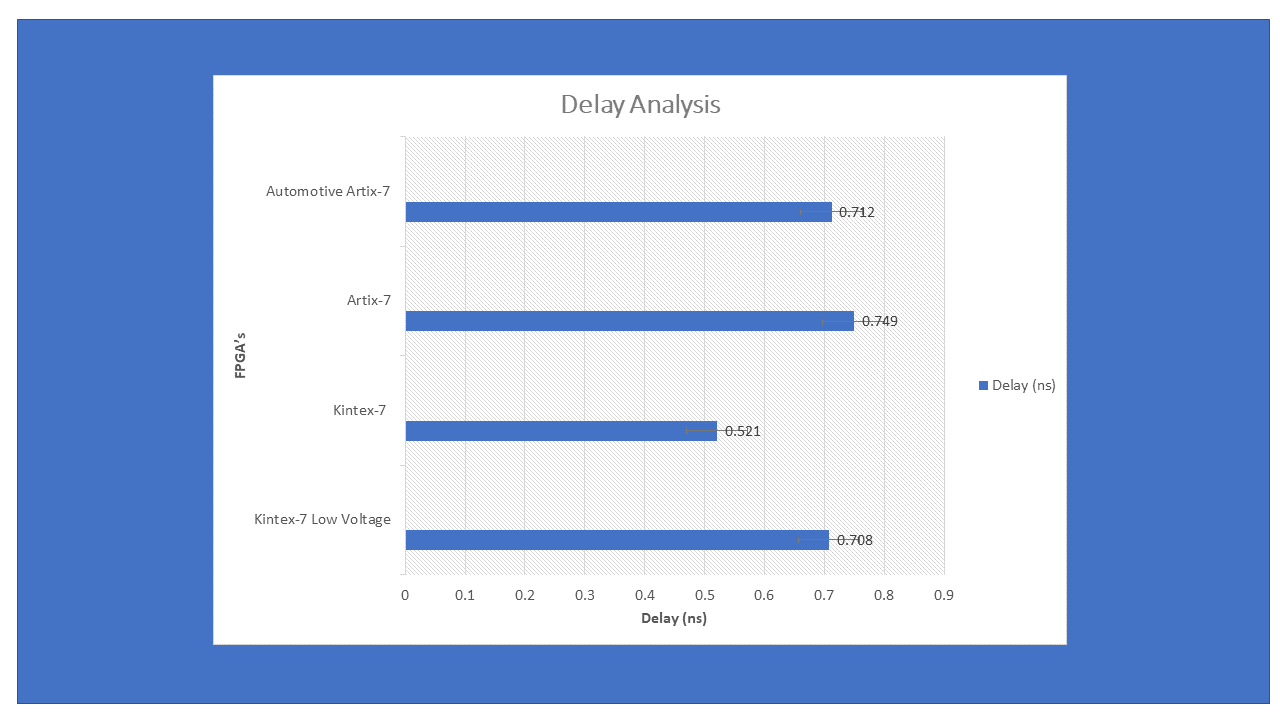 Delay Analysis
Automotive Artix-7
0.712
Artix-7
0.749
FPGA's
Kintex-7
0.521
Delay (ns)
Kintex-7 Low Voltage
0.708
0 0.1 0.2 0.3 0.4 0.5 0.6 0.7 0.8 0.9
Delay (ns)